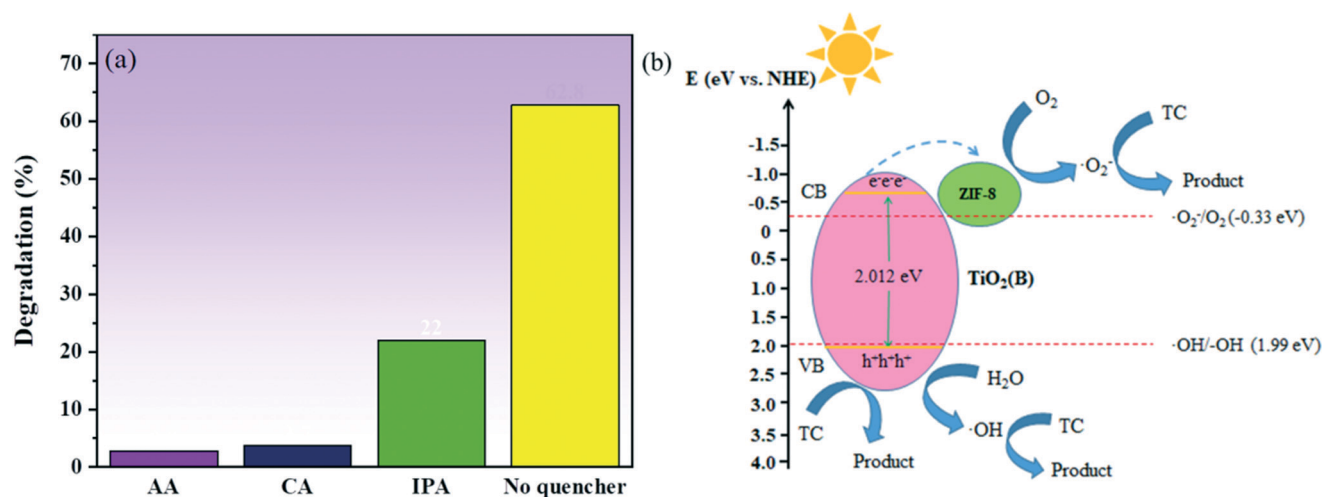 (a)
Degradation (%)
70
60
50
40
30
20
10
0
62.8
22
AA CA IPA No quencher
(b)
E (eV vs. NHE)
-1.5
-1.0
-0.5
0
0.5
1.0
1.5
2.0
2.5
3.0
3.5
4.0
O₂
TC
·O₂⁻
Product
CB
e⁻e⁻e⁻
ZIF-8
·O₂⁻/O₂ (-0.33 eV)
2.012 eV
TiO₂(B)
·OH/-OH (1.99 eV)
VB
h⁺h⁺h⁺
H₂O
TC
Product
·OH
TC
Product